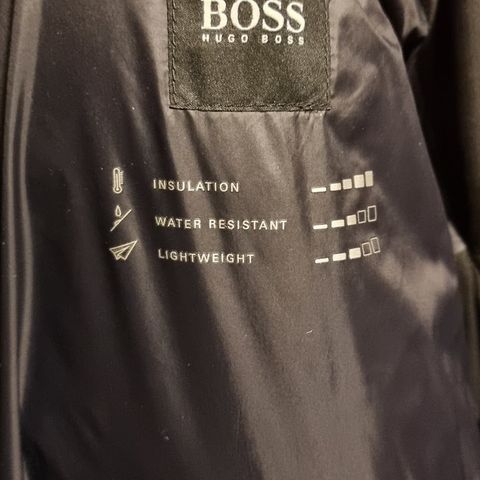 BOSS
HUGO BOSS
INSULATION
WATER RESISTANT
LIGHTWEIGHT